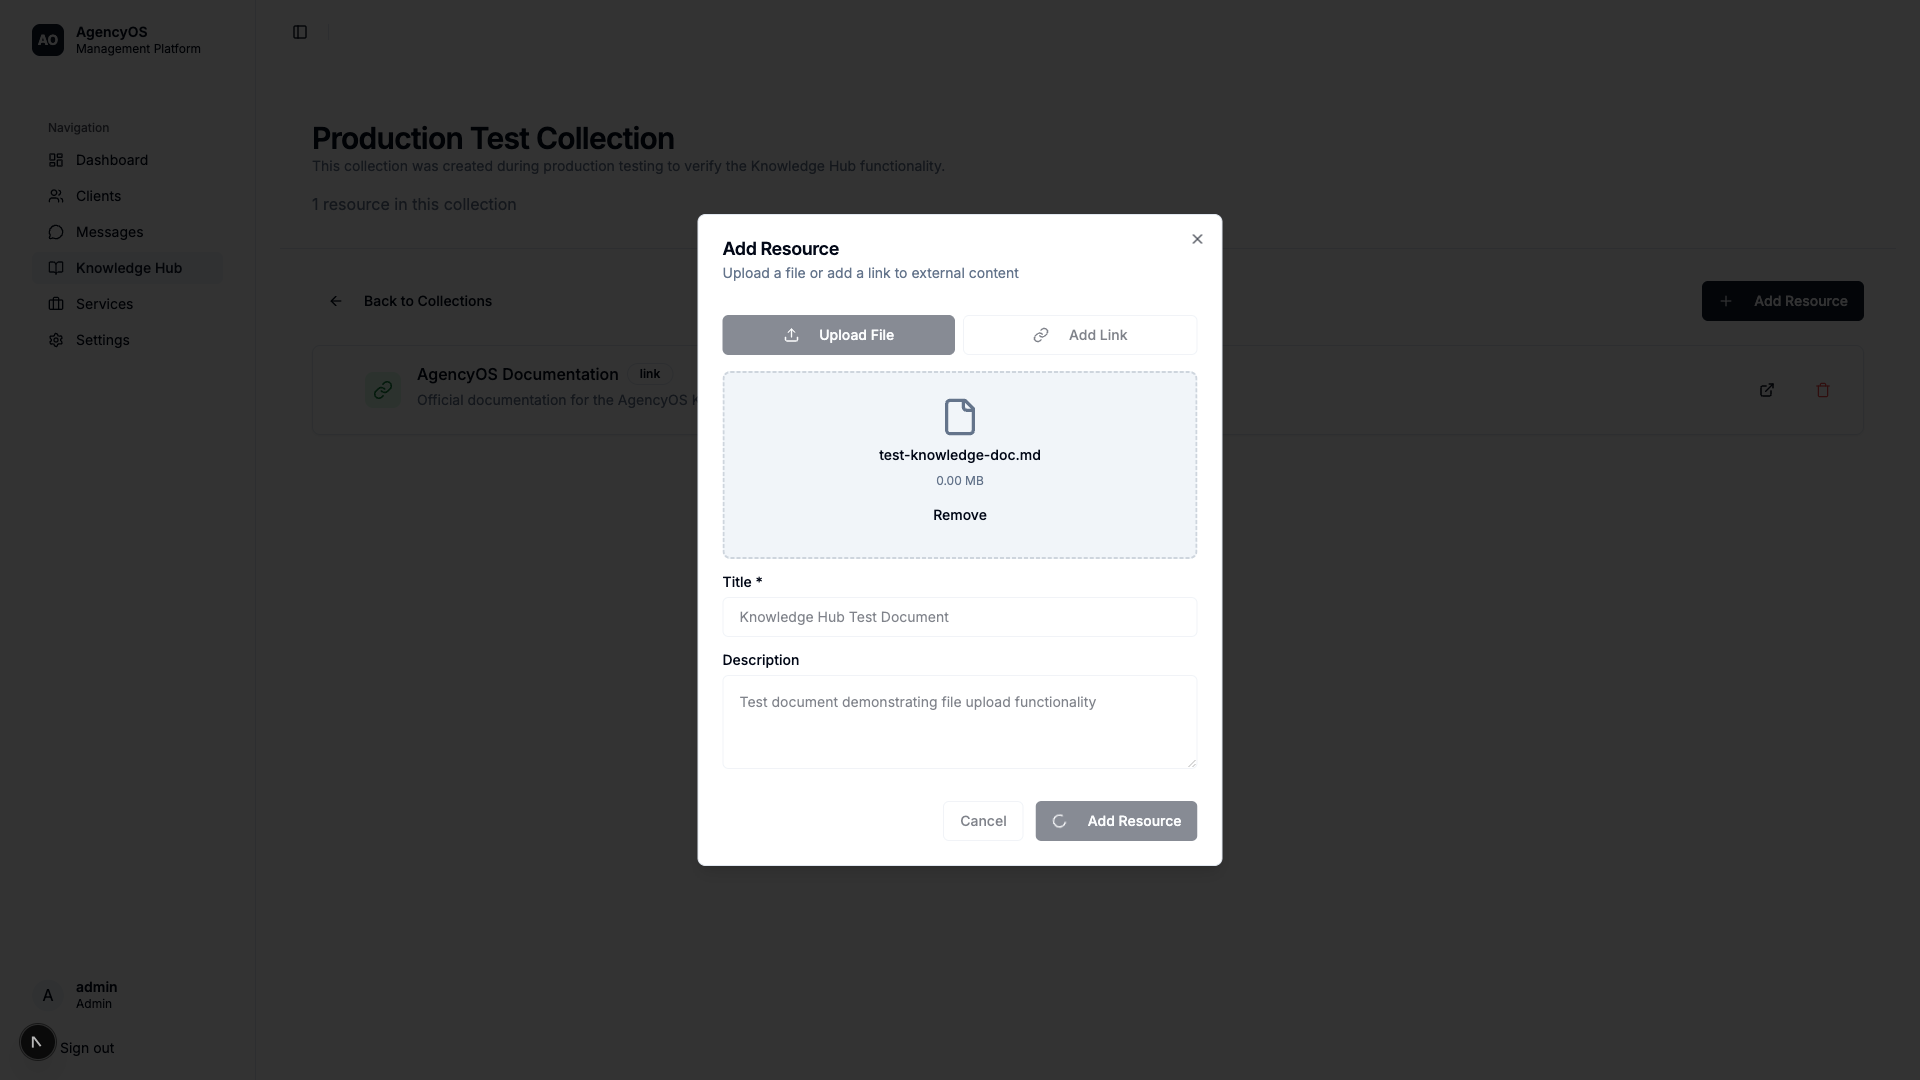 AO
AgencyOS
Management Platform
Navigation
Dashboard
Clients
Messages
Knowledge Hub
Services
Settings
admin
Admin
A
Sign out
Production Test Collection
This collection was created during production testing to verify the Knowledge Hub functionality.
1 resource in this collection
Back to Collections
Add Resource
AgencyOS Documentation link
Official documentation for the AgencyOS K
Add Resource
Upload a file or add a link to external content
Upload File
Add Link
test-knowledge-doc.md
0.00 MB
Remove
Title *
Knowledge Hub Test Document
Description
Test document demonstrating file upload functionality
Cancel
Add Resource